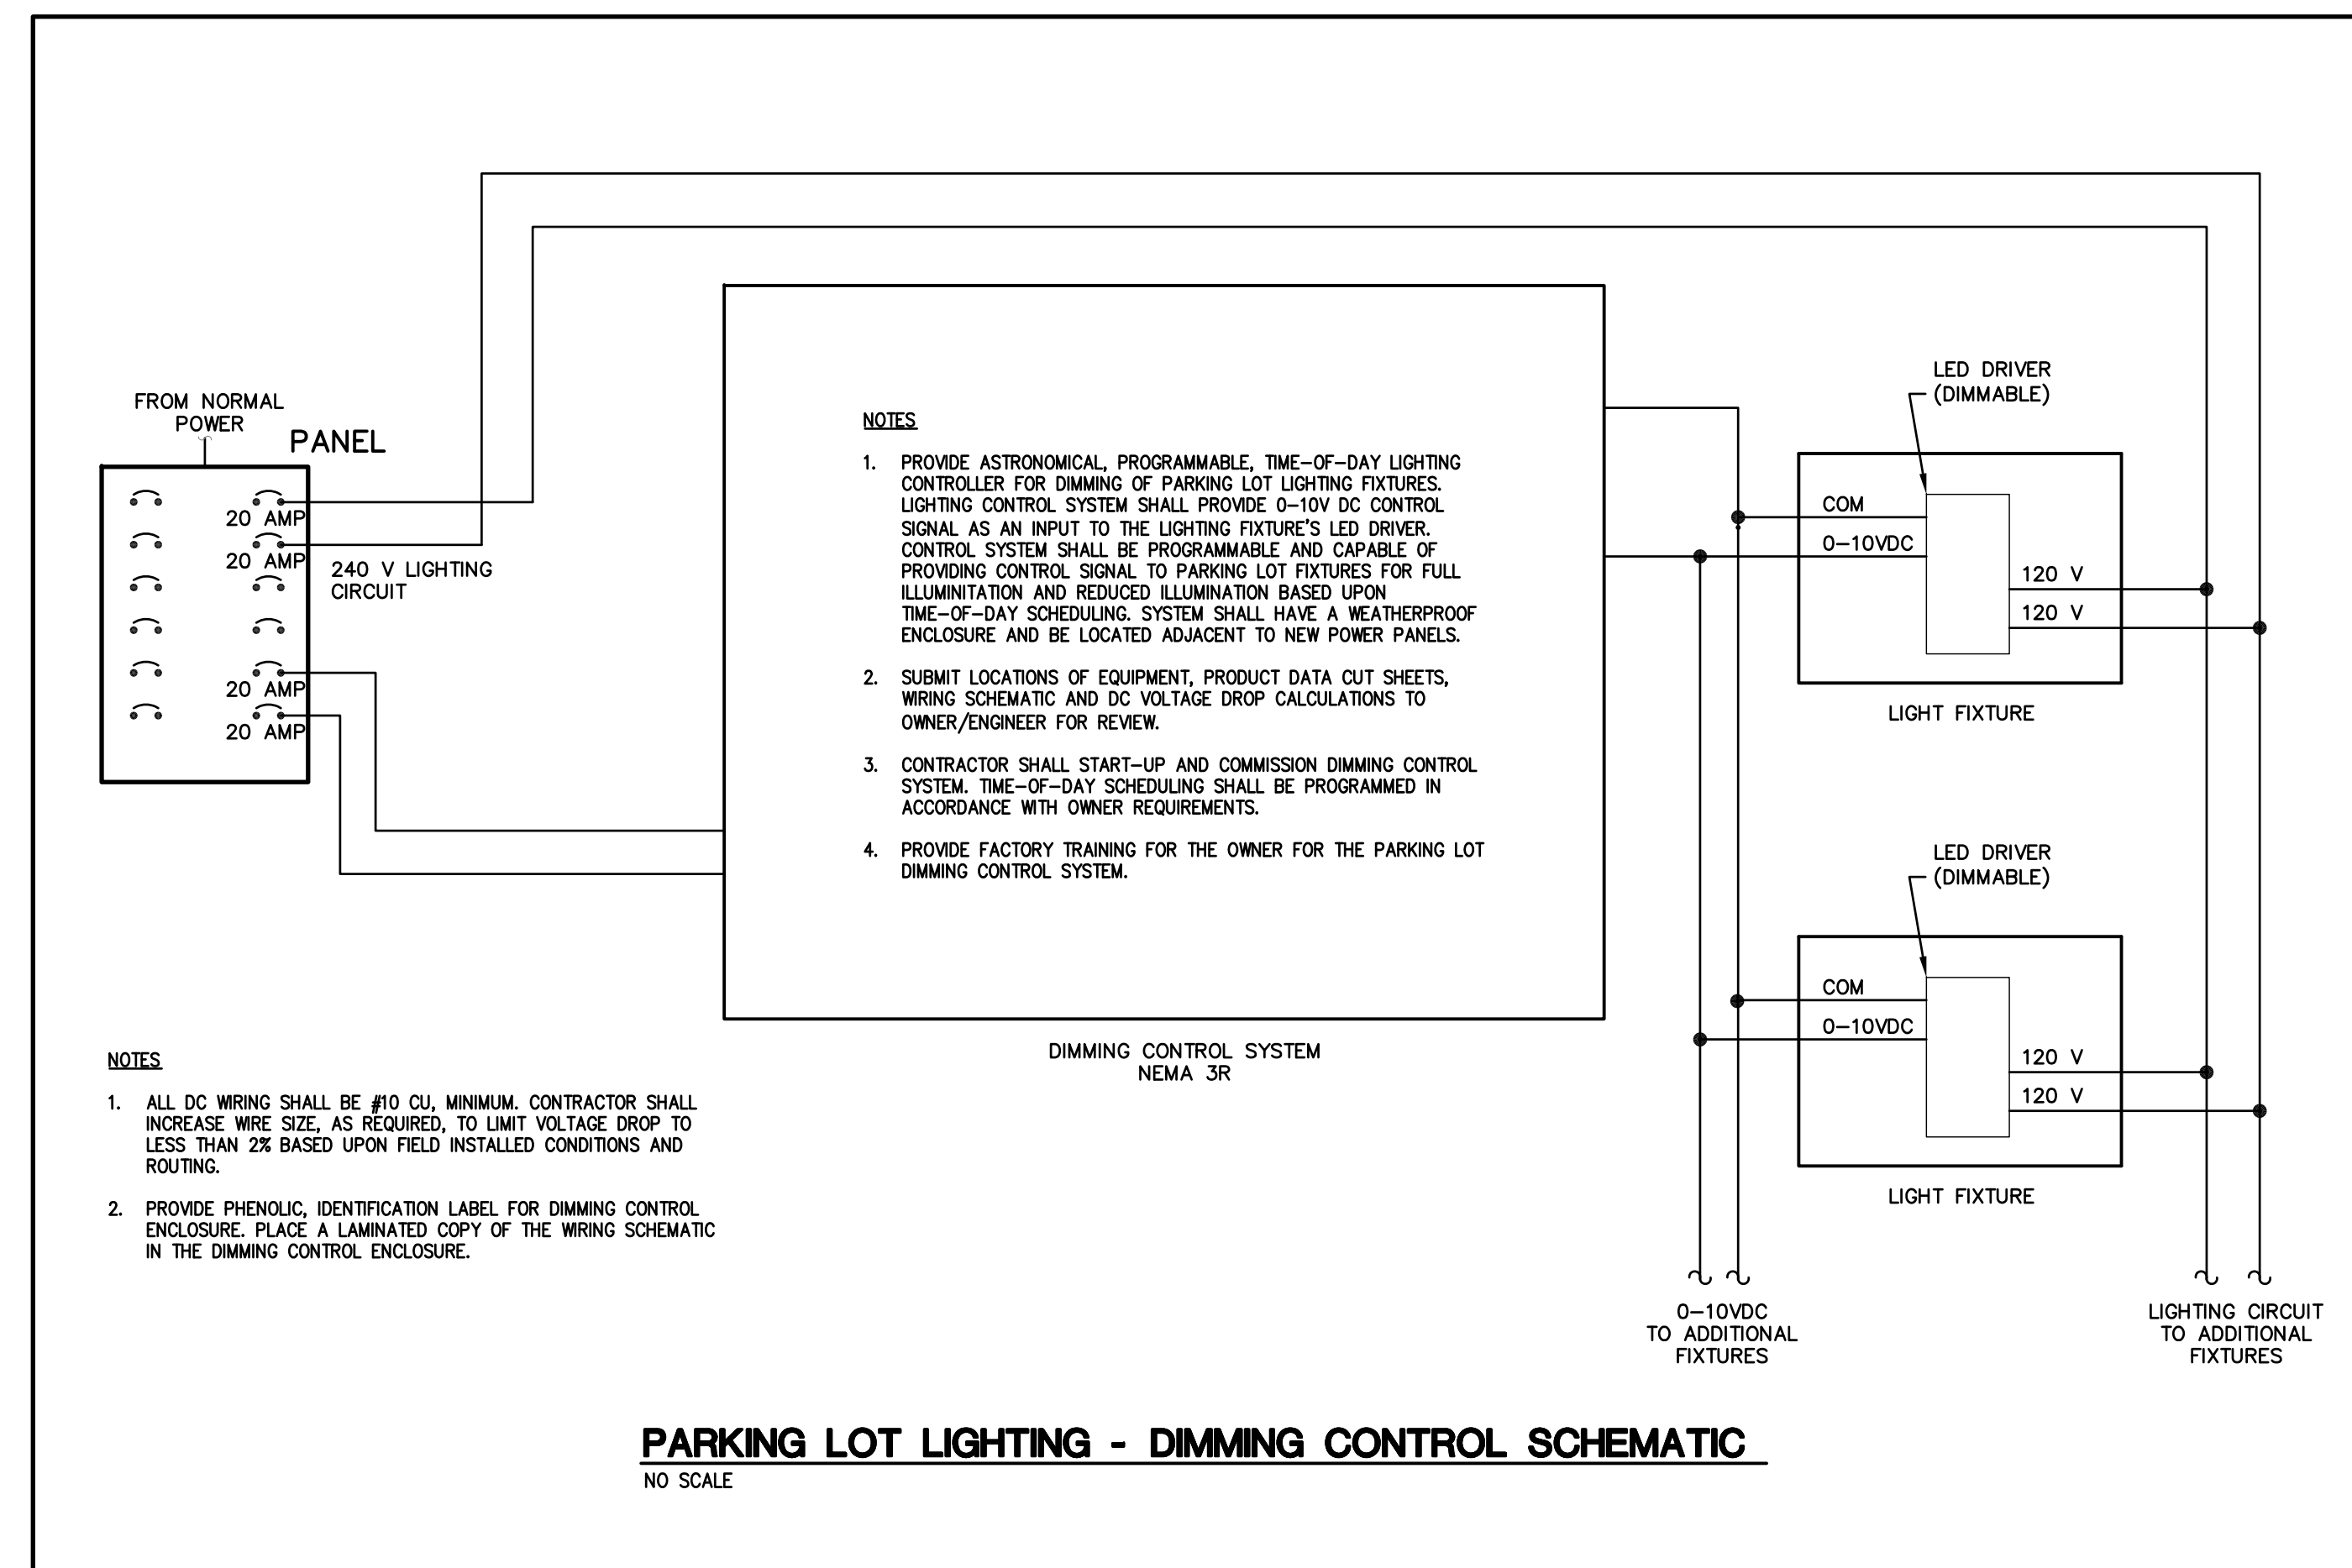 FROM NORMAL
POWER
PANEL
20 AMP
20 AMP
240 V LIGHTING
CIRCUIT
20 AMP
20 AMP
NOTES
1. PROVIDE ASTRONOMICAL, PROGRAMMABLE, TIME-OF-DAY LIGHTING
CONTROLLER FOR DIMMING OF PARKING LOT LIGHTING FIXTURES.
LIGHTING CONTROL SYSTEM SHALL PROVIDE 0-10V DC CONTROL
SIGNAL AS AN INPUT TO THE LIGHTING FIXTURE'S LED DRIVER.
CONTROL SYSTEM SHALL BE PROGRAMMABLE AND CAPABLE OF
PROVIDING CONTROL SIGNAL TO PARKING LOT FIXTURES FOR FULL
ILLUMINITATION AND REDUCED ILLUMINATION BASED UPON
TIME-OF-DAY SCHEDULING. SYSTEM SHALL HAVE A WEATHERPROOF
ENCLOSURE AND BE LOCATED ADJACENT TO NEW POWER PANELS.
2. SUBMIT LOCATIONS OF EQUIPMENT, PRODUCT DATA CUT SHEETS,
WIRING SCHEMATIC AND DC VOLTAGE DROP CALCULATIONS TO
OWNER/ENGINEER FOR REVIEW.
3. CONTRACTOR SHALL START-UP AND COMMISSION DIMMING CONTROL
SYSTEM. TIME-OF-DAY SCHEDULING SHALL BE PROGRAMMED IN
ACCORDANCE WITH OWNER REQUIREMENTS.
4. PROVIDE FACTORY TRAINING FOR THE OWNER FOR THE PARKING LOT
DIMMING CONTROL SYSTEM.
DIMMING CONTROL SYSTEM
NEMA 3R
LED DRIVER
(DIMMABLE)
COM
0-10VDC
120 V
120 V
LIGHT FIXTURE
LED DRIVER
(DIMMABLE)
COM
0-10VDC
120 V
120 V
LIGHT FIXTURE
NOTES
1. ALL DC WIRING SHALL BE #10 CU, MINIMUM. CONTRACTOR SHALL
INCREASE WIRE SIZE, AS REQUIRED, TO LIMIT VOLTAGE DROP TO
LESS THAN 2% BASED UPON FIELD INSTALLED CONDITIONS AND
ROUTING.
2. PROVIDE PHENOLIC, IDENTIFICATION LABEL FOR DIMMING CONTROL
ENCLOSURE. PLACE A LAMINATED COPY OF THE WIRING SCHEMATIC
IN THE DIMMING CONTROL ENCLOSURE.
0-10VDC
TO ADDITIONAL
FIXTURES
LIGHTING CIRCUIT
TO ADDITIONAL
FIXTURES
PARKING LOT LIGHTING - DIMMING CONTROL SCHEMATIC
NO SCALE